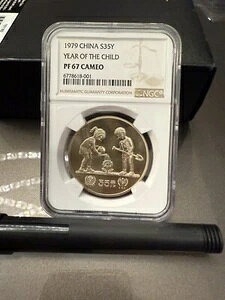 1979 CHINA S35Y
YEAR OF THE CHILD
PF 67 CAMEO
6778618-001
NUMISMATIC GUARANTY CORPORATION
NGC
35元